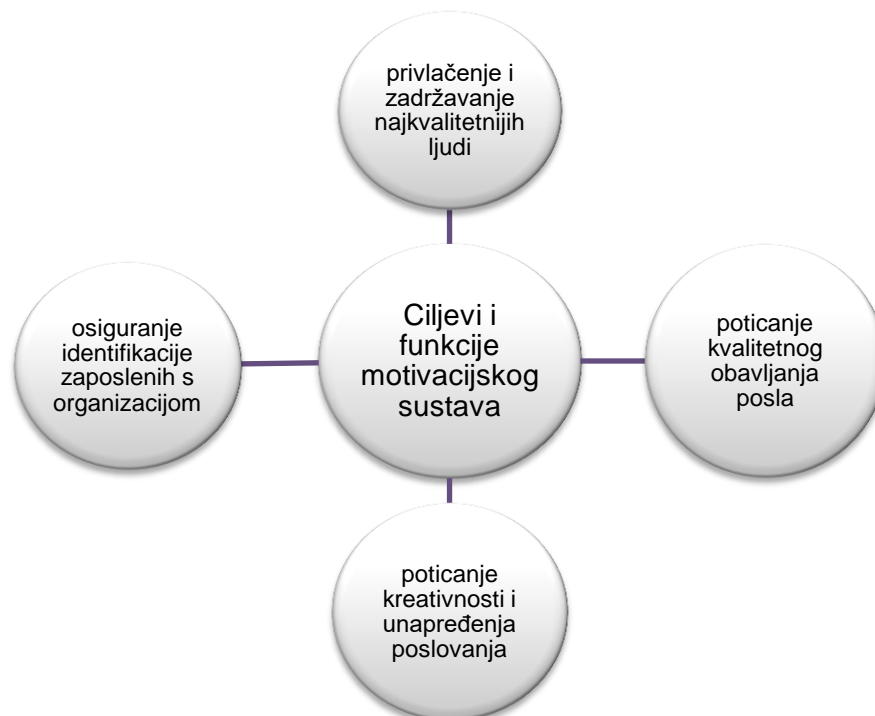 privlačenje i
zadržavanje
najkvalitetnijih
ljudi
osiguranje
identifikacije
zaposlenih s
organizacijom
Ciljevi i
funkcije
motivacijskog
sustava
poticanje
kvalitetnog
obavljanja
posla
poticanje
kreativnosti i
unapređenja
poslovanja